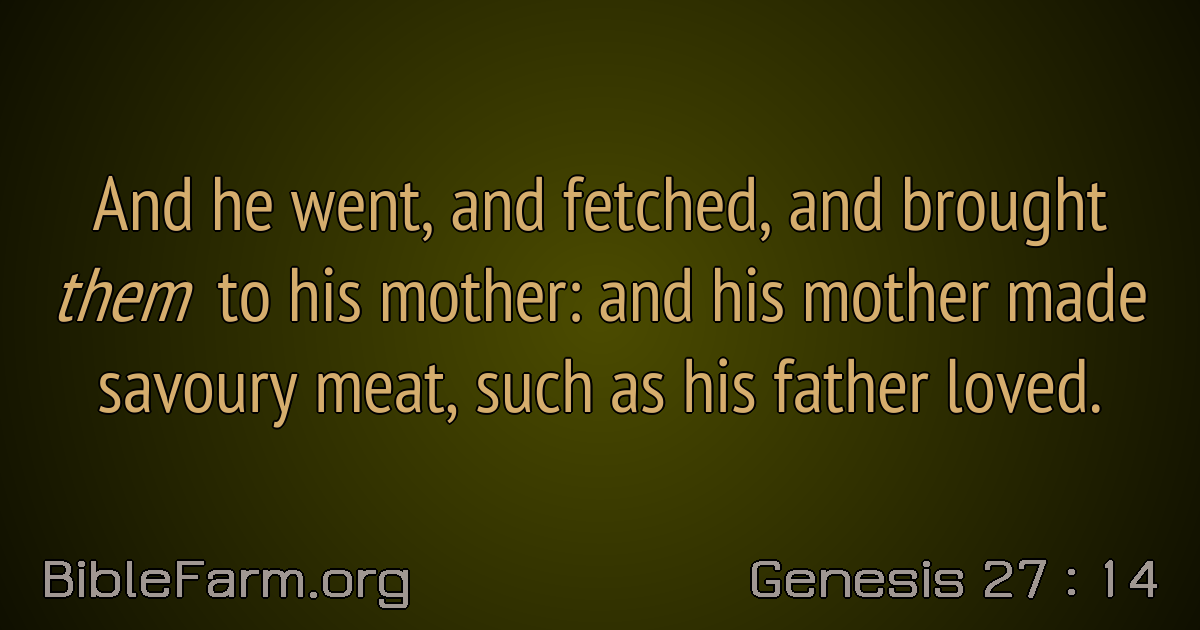 And he went, and fetched, and brought
them to his mother: and his mother made
savoury meat, such as his father loved.
BibleFarm.org
Genesis 27 : 14